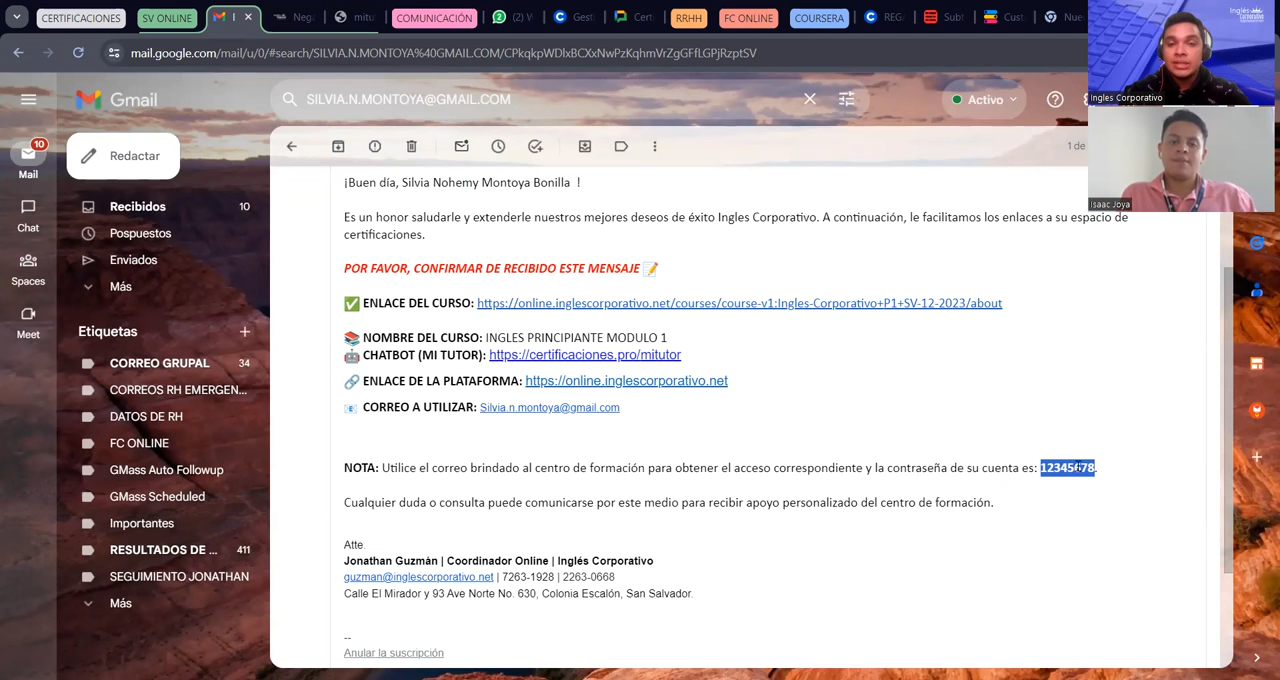 CERTIFICACIONES
SV ONLINE
COMUNICACIÓN
RRHH
FC ONLINE
COURSERA
mail.google.com/mail/u/0/#search/SILVIA.N.MONTOYA%40GMAIL.COM/CPkqkpWDlxBCXxNwPzKqhmVrZgGFfLGPjRzptSV
Gmail
SILVIA.N.MONTOYA@GMAIL.COM
Activo
Inglés
Corporativo
Ingles Corporativo
Isaac Joya
10
Mail
Chat
Spaces
Meet
Redactar
Recibidos 10
Pospuestos
Enviados
Más
Etiquetas
CORREO GRUPAL 34
CORREOS RH EMERGEN...
DATOS DE RH
FC ONLINE
GMass Auto Followup
GMass Scheduled
Importantes
RESULTADOS DE ... 411
SEGUIMIENTO JONATHAN
Más
1 de
¡Buen día, Silvia Nohemy Montoya Bonilla !
Es un honor saludarle y extenderle nuestros mejores deseos de éxito Ingles Corporativo. A continuación, le facilitamos los enlaces a su espacio de
certificaciones.
POR FAVOR, CONFIRMAR DE RECIBIDO ESTE MENSAJE
ENLACE DEL CURSO: https://online.inglescorporativo.net/courses/course-v1:Ingles-Corporativo+P1+SV-12-2023/about
NOMBRE DEL CURSO: INGLES PRINCIPIANTE MODULO 1
CHATBOT (MI TUTOR): https://certificaciones.pro/mitutor
ENLACE DE LA PLATAFORMA: https://online.inglescorporativo.net
CORREO A UTILIZAR: Silvia.n.montoya@gmail.com
NOTA: Utilice el correo brindado al centro de formación para obtener el acceso correspondiente y la contraseña de su cuenta es: 12345678.
Cualquier duda o consulta puede comunicarse por este medio para recibir apoyo personalizado del centro de formación.
Atte.
Jonathan Guzmán | Coordinador Online | Inglés Corporativo
guzman@inglescorporativo.net | 7263-1928 | 2263-0668
Calle El Mirador y 93 Ave Norte No. 630, Colonia Escalón, San Salvador.
--
Anular la suscripción